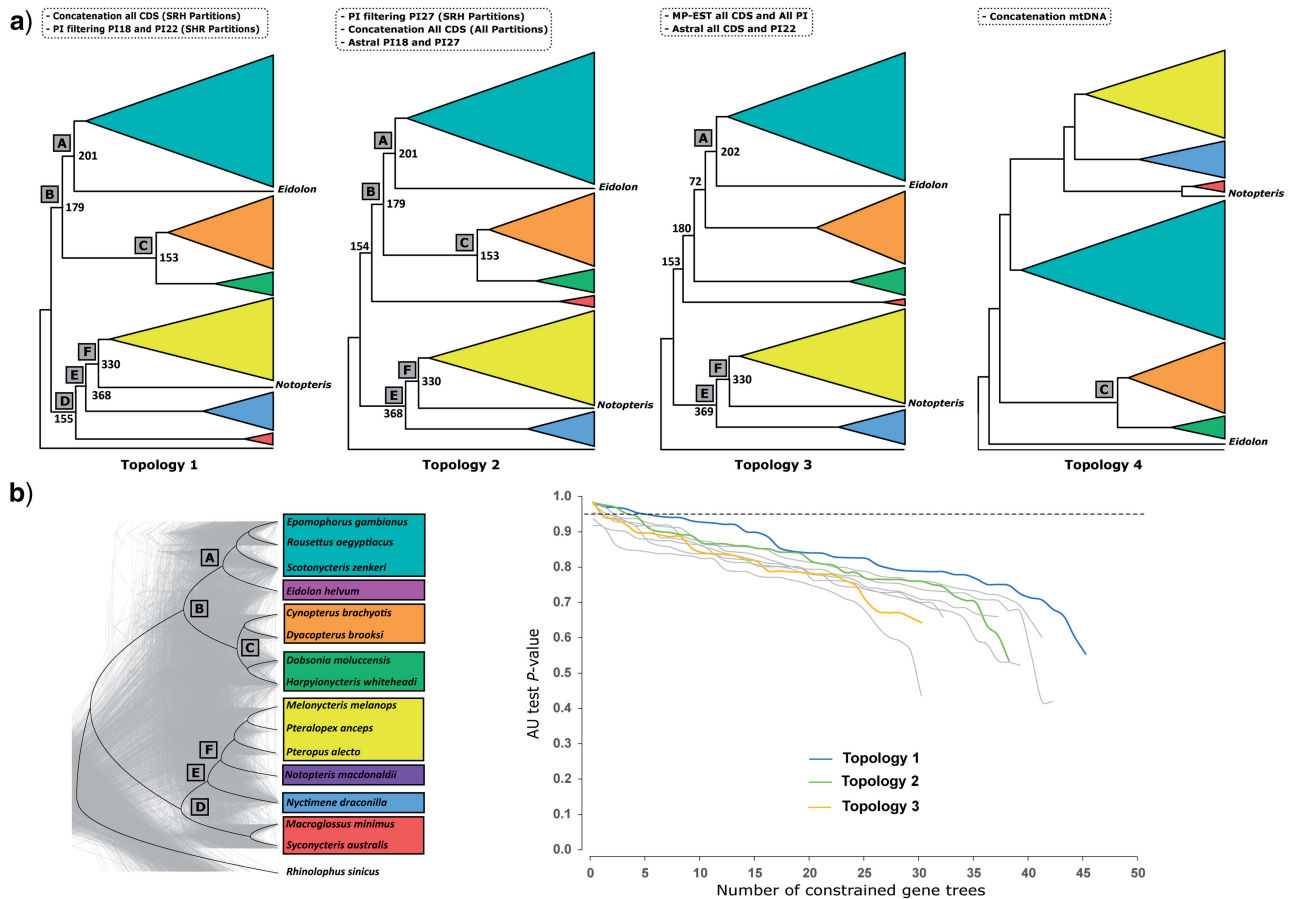 a)
- Concatenation all CDS (SRH Partitions)
- PI filtering PI18 and PI22 (SHR Partitions)
- PI filtering PI27 (SRH Partitions)
- Concatenation All CDS (All Partitions)
- Astral PI18 and PI27
- MP-EST all CDS and All PI
- Astral all CDS and PI22
- Concatenation mtDNA
A
201
Eidolon
B
179
C
153
F
330
Notopteris
E
368
D
155
Topology 1
A
201
Eidolon
B
179
C
153
154
F
330
Notopteris
E
368
Topology 2
A
202
Eidolon
72
180
153
F
330
Notopteris
E
369
Topology 3
Notopteris
C
Eidolon
Topology 4
b)
Epomophorus gambianus
Rousettus aegyptiacus
Scotonycteris zenkeri
Eidolon helvum
Cynopterus brachyotis
Dyacopterus brooksi
Dobsonia moluccensis
Harpyionycteris whiteheadi
Melonycteris melanops
Pteralopex anceps
Pteropus alecto
Notopteris macdonaldii
Nyctimene draconilla
Macroglossus minimus
Syconycteris australis
Rhinolophus sinicus
A
B
C
F
E
D
AU test P-value
1.0
0.9
0.8
0.7
0.6
0.5
0.4
0.3
0.2
0.1
0.0
Topology 1
Topology 2
Topology 3
0 5 10 15 20 25 30 35 40 45 50
Number of constrained gene trees